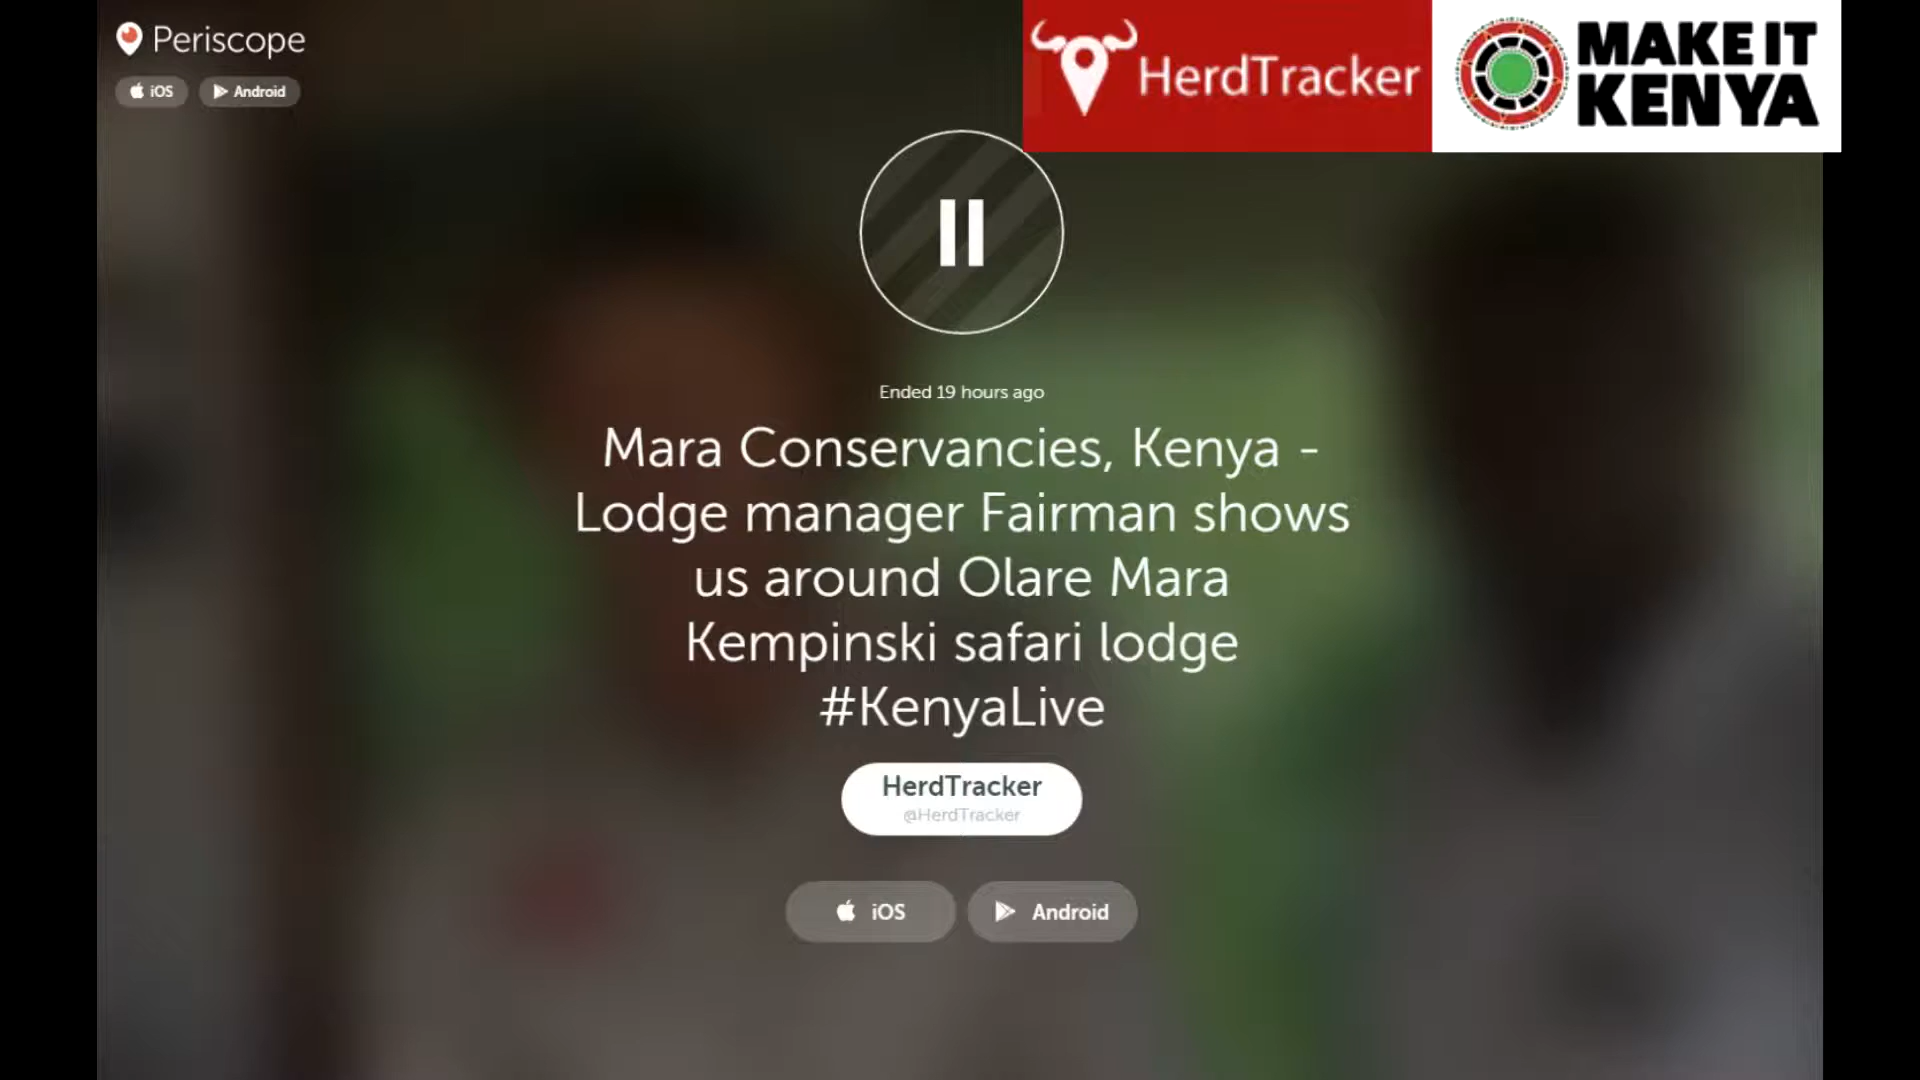 Periscope
iOS
Android
HerdTracker
MAKE IT
KENYA
Ended 19 hours ago
Mara Conservancies, Kenya -
Lodge manager Fairman shows
us around Olare Mara
Kempinski safari lodge
#KenyaLive
HerdTracker
@HerdTracker
iOS
Android